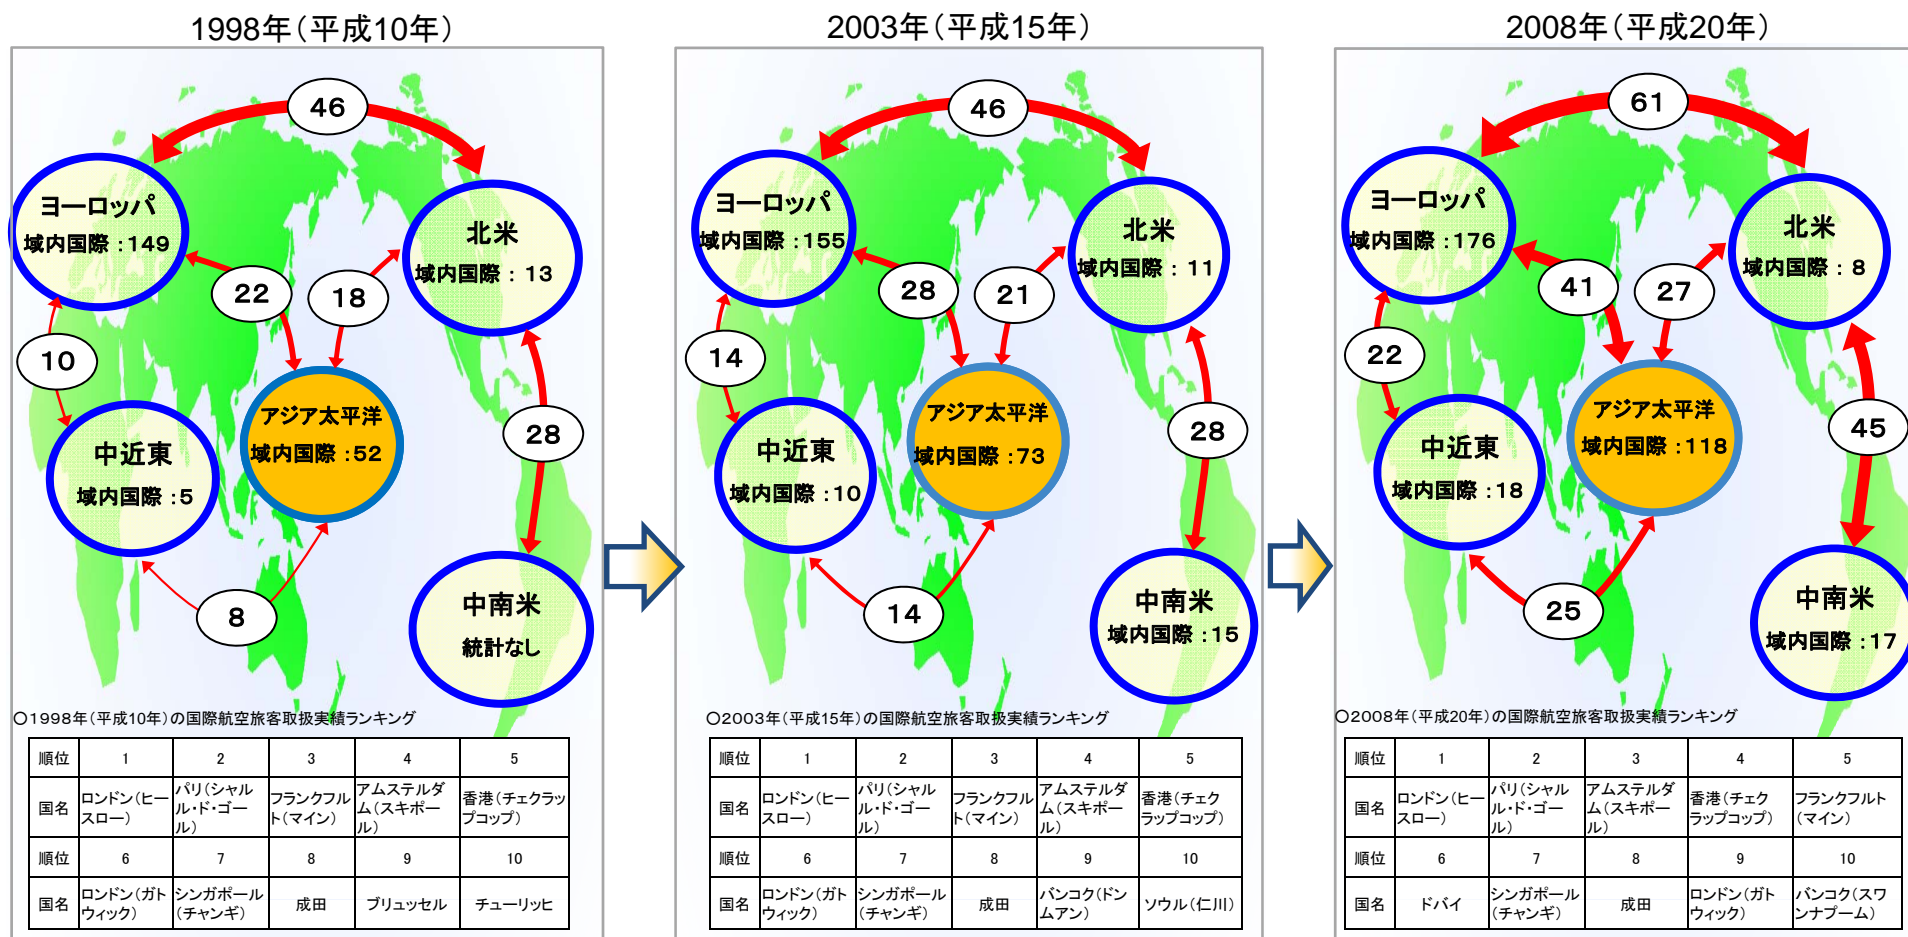 1998年(平成10年)
46
ヨーロッパ
域内国際：149
北米
域内国際：13
22
18
10
アジア太平洋
域内国際：52
中近東
域内国際：5
28
8
中南米
統計なし
○1998年(平成10年)の国際航空旅客取扱実績ランキング
順位 1 2 3 4 5
国名 ロンドン(ヒースロー) パリ(シャルル・ド・ゴール) フランクフルト(マイン) アムステルダム(スキポール) 香港(チェクラップコップ)
順位 6 7 8 9 10
国名 ロンドン(ガトウィック) シンガポール(チャンギ) 成田 ブリュッセル チューリッヒ
2003年(平成15年)
46
ヨーロッパ
域内国際：155
北米
域内国際：11
28
21
14
アジア太平洋
域内国際：73
中近東
域内国際：10
28
14
中南米
域内国際：15
○2003年(平成15年)の国際航空旅客取扱実績ランキング
順位 1 2 3 4 5
国名 ロンドン(ヒースロー) パリ(シャルル・ド・ゴール) フランクフルト(マイン) アムステルダム(スキポール) 香港(チェクラップコップ)
順位 6 7 8 9 10
国名 ロンドン(ガトウィック) シンガポール(チャンギ) 成田 バンコク(ドンムアン) ソウル(仁川)
2008年(平成20年)
61
ヨーロッパ
域内国際：176
北米
域内国際：8
41
27
22
アジア太平洋
域内国際：118
中近東
域内国際：18
45
25
中南米
域内国際：17
○2008年(平成20年)の国際航空旅客取扱実績ランキング
順位 1 2 3 4 5
国名 ロンドン(ヒースロー) パリ(シャルル・ド・ゴール) アムステルダム(スキポール) 香港(チェクラップコップ) フランクフルト(マイン)
順位 6 7 8 9 10
国名 ドバイ シンガポール(チャンギ) 成田 ロンドン(ガトウィック) バンコク(スワンナプーム)